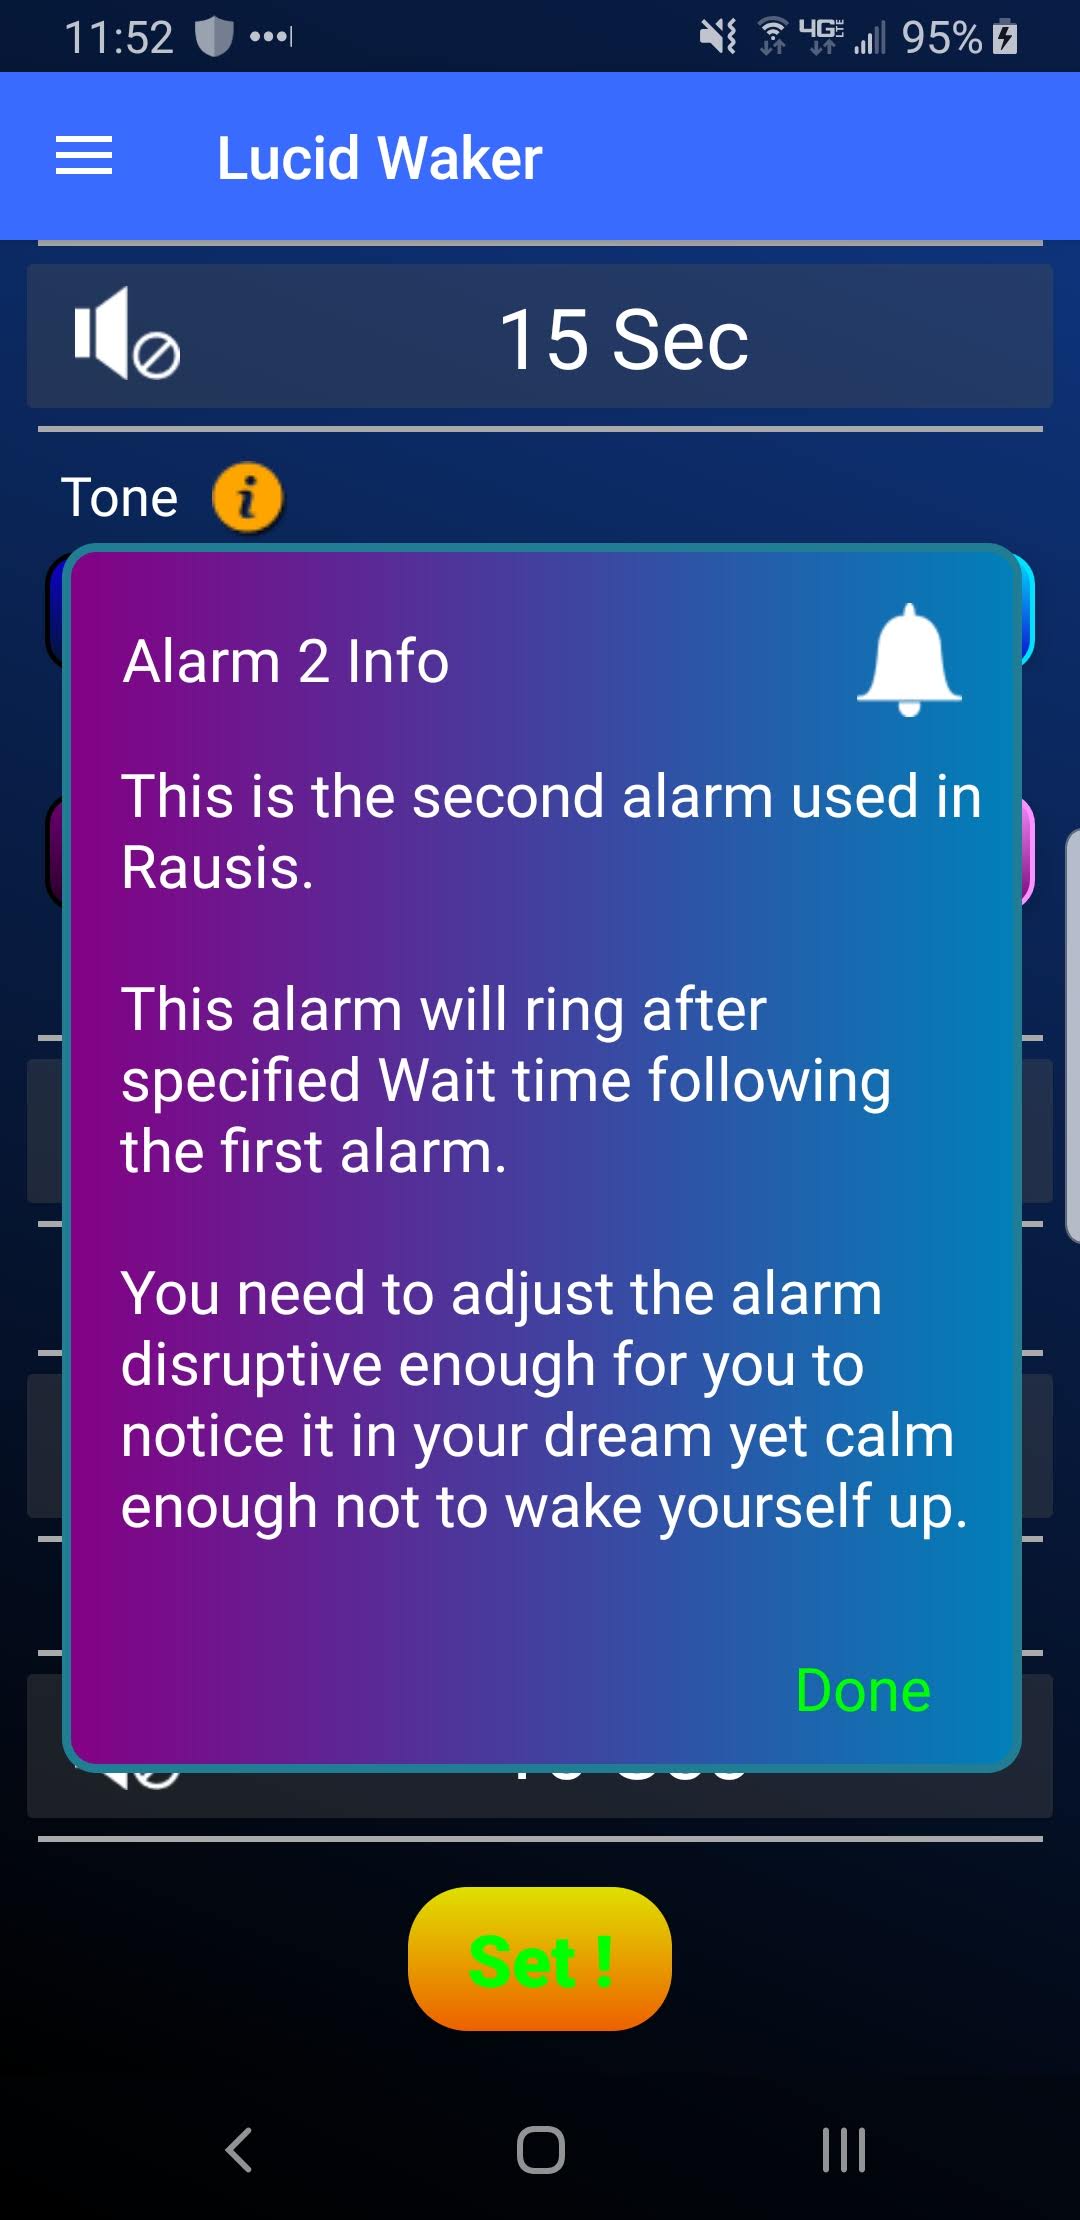 11:52
4G LTE
95%
Lucid Waker
15 Sec
Tone
Alarm 2 Info
This is the second alarm used in
Rausis.
This alarm will ring after
specified Wait time following
the first alarm.
You need to adjust the alarm
disruptive enough for you to
notice it in your dream yet calm
enough not to wake yourself up.
Done
Set !